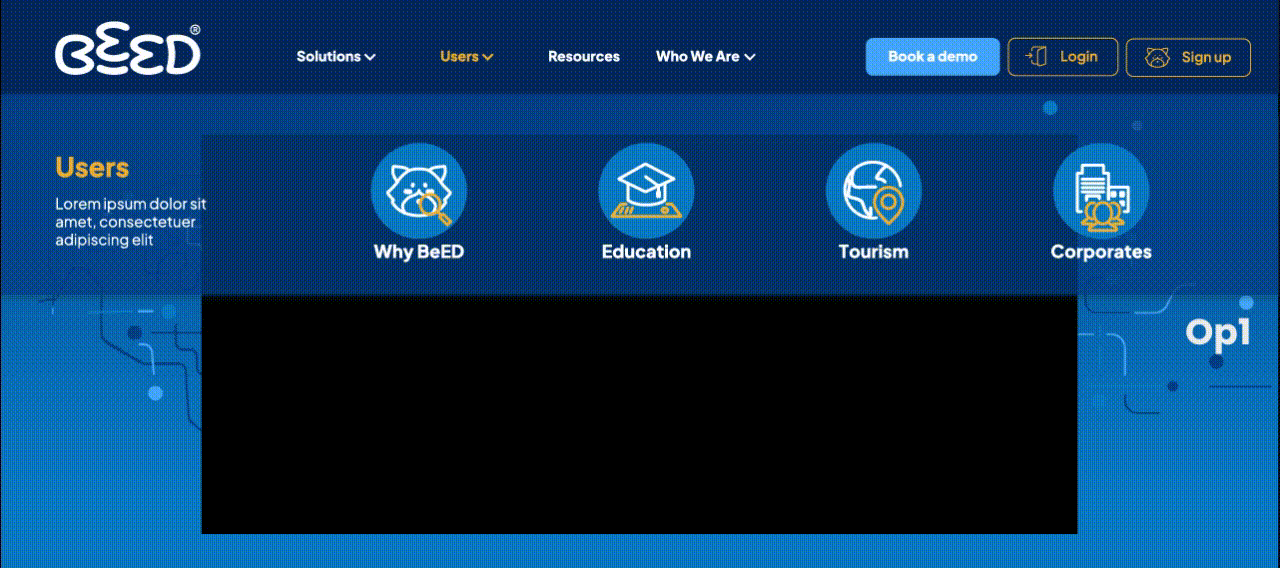 BEED®
Solutions
Users
Resources
Who We Are
Book a demo
Login
Sign up
Users
Lorem ipsum dolor sit
amet, consectetuer
adipiscing elit
Why BeED
Education
Tourism
Corporates
Op1